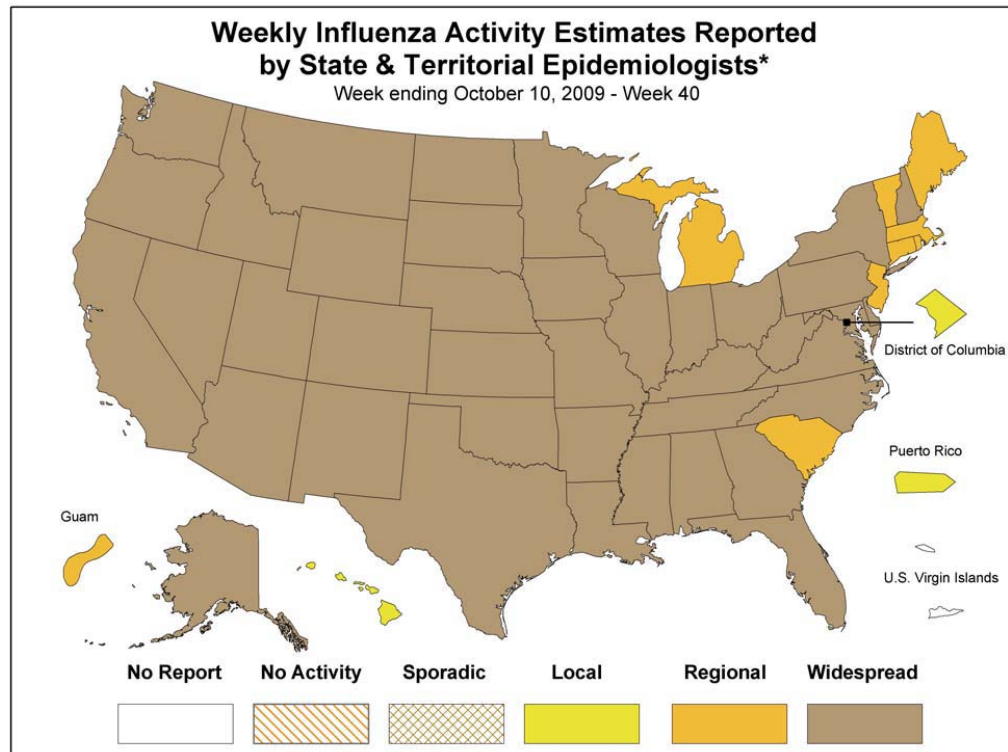 Weekly Influenza Activity Estimates Reported
by State & Territorial Epidemiologists*
Week ending October 10, 2009 - Week 40
District of Columbia
Puerto Rico
Guam
U.S. Virgin Islands
No Report No Activity Sporadic Local Regional Widespread